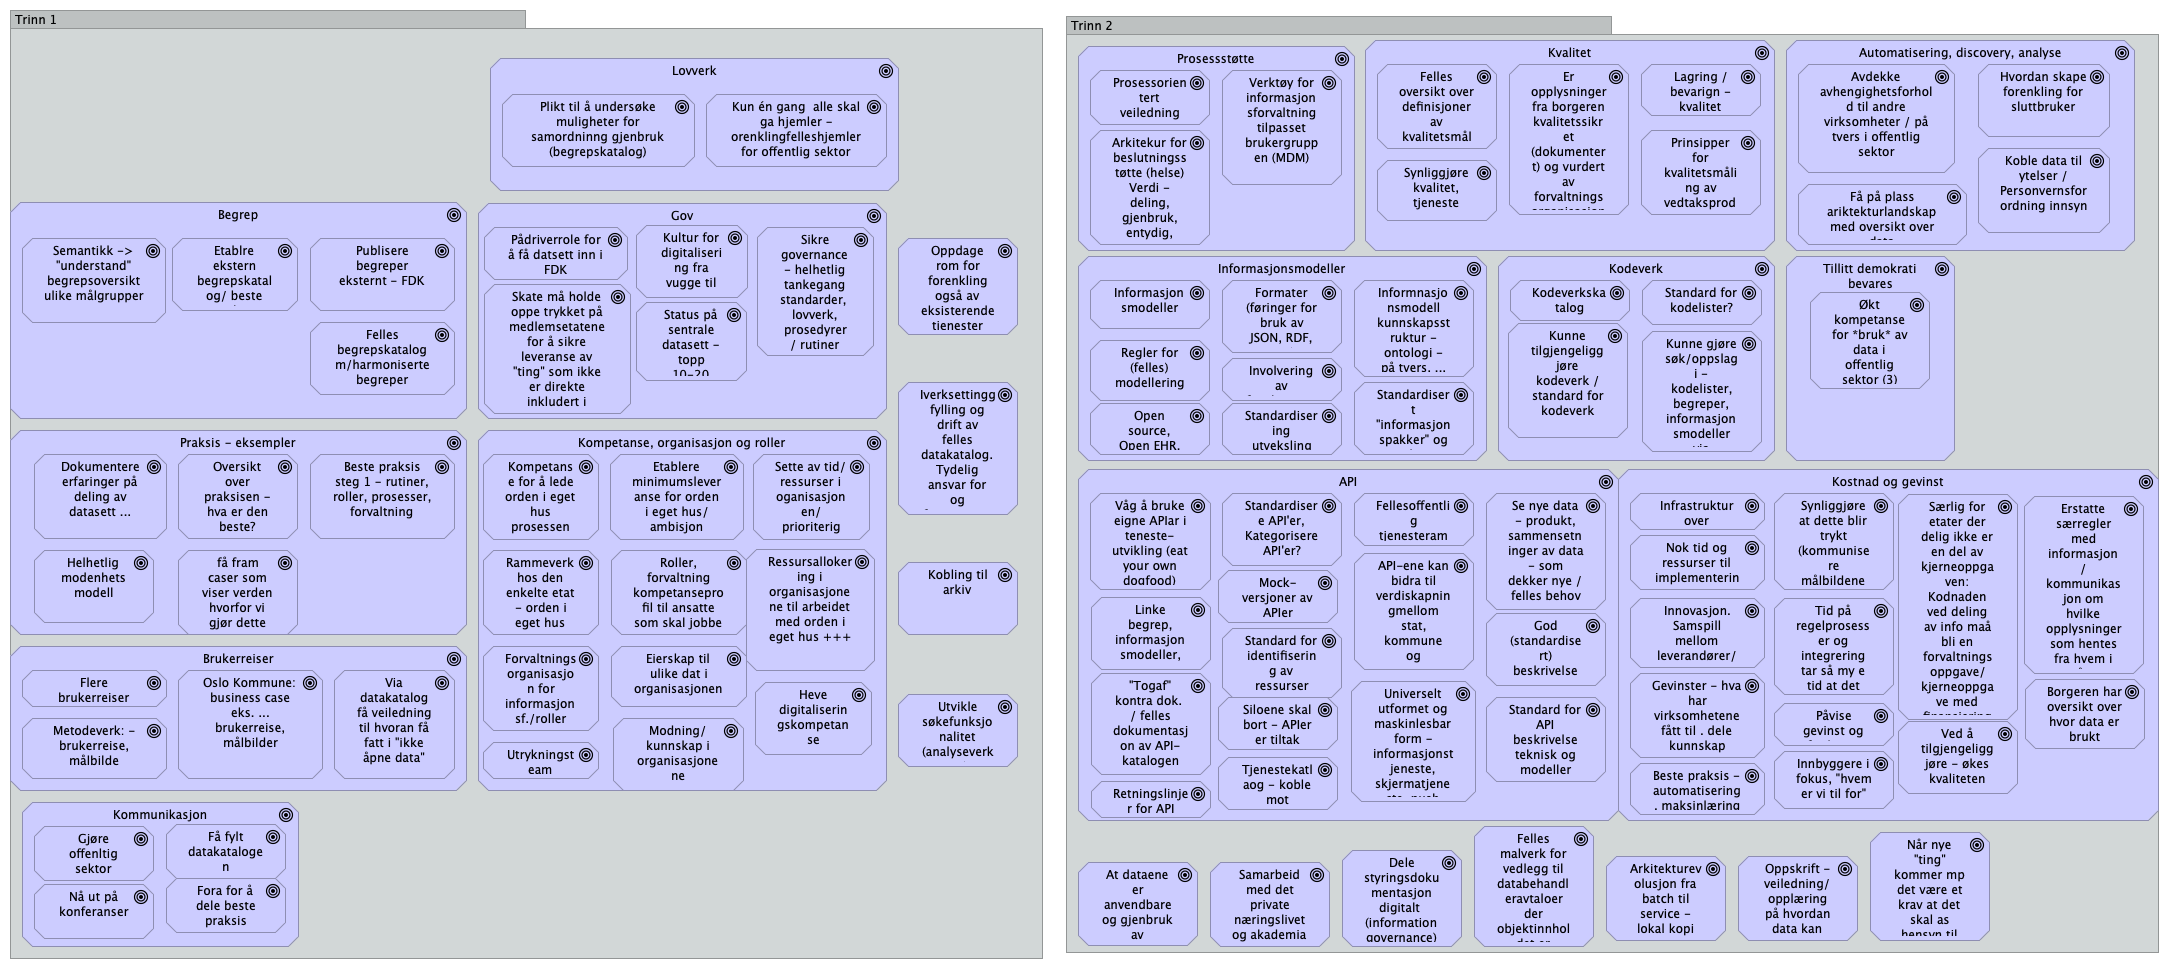 Trinn 1
Lovverk
Plikt til å undersøke
muligheter for
samordninng gjenbruk
(begrepskatalog)
Kun én gang  alle skal
ga hjemler -
orenklingfelleshjemler
for offentlig sektor
Begrep
Semantikk ->
"understand"
begrepsoversikt
ulike målgrupper
Etablre
ekstern
begrepskatal
og/ beste
Publisere
begreper
eksternt - FDK
Felles
begrepskatalog
m/harmoniserte
begreper
Gov
Pådriverrole for
å få datsett inn i
FDK
Kultur for
digitaliseri
ng fra
vugge til
Sikre
governance
- helhetlig
tankegang
standarder,
lovverk,
prosedyrer
/ rutiner
Skate må holde
oppe trykket på
medlemsetatene
for å sikre
leveranse av
"ting" som ikke
er direkte
inkludert i
Status på
sentrale
datasett -
topp
10-20
Oppdage
rom for
forenkling
også av
eksisterende
tienester
Iverksettingg
fylling og
drift av
felles
datakatalog.
Tydelig
ansvar for
og
Kobling til
arkiv
Utvikle
søkefunksjo
nalitet
(analyseverk
Praksis - eksempler
Dokumentere
erfaringer på
deling av
datasett ...
Oversikt
over
praksisen -
hva er den
beste?
Beste praksis
steg 1 - rutiner,
roller, prosesser,
forvaltning
Helhetlig
modenhets
modell
få fram
caser som
viser verden
hvorfor vi
gjør dette
Kompetanse, organisasjon og roller
Kompetans
e for å lede
orden i eget
hus
prosessen
Etablere
minimumslever
anse for orden
i eget hus/
ambisjon
Sette av tid/
ressurser i
oganisasjon
en/
prioriterig
Rammeverk
hos den
enkelte etat
- orden i
eget hus
Roller,
forvaltning
kompetansepro
fil til ansatte
som skal jobbe
Ressursalloker
ing i
organisasjone
ne til arbeidet
med orden i
eget hus +++
Forvaltnings
organisasjo
n for
informasjon
sf./roller
Eierskap til
ulike dat i
organisasjonen
Heve
digitaliserin
gskompetan
se
Utrykningst
eam
Modning/
kunnskap i
organisasjone
ne
Brukerreiser
Flere
brukerreiser
Metodeverk: -
brukerreise,
målbilde
Oslo Kommune:
business case
eks. ...
brukerreise,
målbilder
Via
datakatalog
få veiledning
til hvoran få
fatt i "ikke
åpne data"
Kommunikasjon
Gjøre
offenltig
sektor
Få fylt
datakataloge
n
Nå ut på
konferanser
Fora for å
dele beste
praksis
Trinn 2
Prosessstøtte
Prosessorien
tert
veiledning
Verktøy for
informasjon
sforvaltning
tilpasset
brukergrupp
en (MDM)
Arkitekur for
beslutningss
tøtte (helse)
Verdi -
deling,
gjenbruk,
entydig,
Kvalitet
Felles
oversikt over
definisjoner
av
kvalitetsmål
Er
opplysninger
fra borgeren
kvalitetssikr
et
(dokumenter
t) og vurdert
av
forvaltnings
organisasjon
Lagring /
bevarign -
kvalitet
Synliggjøre
kvalitet,
tjeneste
Prinsipper
for
kvalitetsmåli
ng av
vedtaksprod
Automatisering, discovery, analyse
Avdekke
avhengighetsforhol
d til andre
virksomheter / på
tvers i offentlig
sektor
Hvordan skape
forenkling for
sluttbruker
Få på plass
ariktekturlandskap
med oversikt over
data
Koble data til
ytelser /
Personvernsfor
ordning innsyn
Informasjonsmodeller
Informasjon
smodeller
Formater
(føringer for
bruk av
JSON, RDF,
Informnasjo
nsmodell
kunnskapsst
ruktur -
ontologi -
på tvers. ...
Regler for
(felles)
modellering
Involvering
av
Open
source,
Open EHR.
Standardiser
ing
utveksling
Standardiser
t
"informasjon
spakker" og
Kodeverk
Kodeverkska
talog
Standard for
kodelister?
Kunne
tilgjengeligg
jøre
kodeverk /
standard for
kodeverk
Kunne gjøre
søk/oppslag
i -
kodelister,
begreper,
informasjon
smodeller
via
Tillitt demokrati
bevares
Økt
kompetanse
for *bruk* av
data i
offentlig
sektor (3)
API
Våg å bruke
eigne APIar i
teneste-
utvikling (eat
your own
dogfood)
Standardiser
e API'er,
Kategorisere
API'er?
Fellesoffentli
g
tjenesteram
Se nye data
- produkt,
sammensetn
inger av data
- som
dekker nye /
felles behov
Mock-
versjoner av
APIer
API-ene kan
bidra til
verdiskapnin
gmellom
stat,
kommune
og
Linke
begrep,
informasjon
smodeller,
Standard for
identifiserin
g av
ressurser
God
(standardise
rt)
beskrivelse
"Togaf"
kontra dok.
/ felles
dokumentasj
on av API-
katalogen
Siloene skal
bort - APIer
er tiltak
Universelt
utformet og
maskinlesbar
form -
informasjonst
jeneste,
skjermatjene
Standard for
API
beskrivelse
teknisk og
modeller
Retningslinje
r for API
Tjenestekatl
aog - koble
mot
Kostnad og gevinst
Infrastruktur
over
Synliggjøre
at dette blir
trykt
(kommunise
re
målbildene
Særlig for
etater der
delig ikke er
en del av
kjerneoppga
ven:
Kodnaden
ved deling
av info maå
bli en
forvaltnings
oppgave/
kjerneoppga
ve med
finansiering
Erstatte
særregler
med
informasjon
/
kommunikas
jon om
hvilke
opplysninger
som hentes
fra hvem i
Nok tid og
ressurser til
implementerin
Innovasjon.
Samspill
mellom
leverandører/
Tid på
regelprosess
er og
integrering
tar så my e
tid at det
Gevinster - hva
har
virksomhetene
fått til . dele
kunnskap
Påvise
gevinst og
Ved å
tilgjengeligg
jøre - økes
kvaliteten
Borgeren har
oversikt over
hvor data er
brukt
Beste praksis -
automatisering
. maksinlæring
Innbyggere i
fokus, "hvem
er vi til for"
At dataene
er
anvendbare
og gjenbruk
av
Samarbeid
med det
private
næringslivet
og akademia
Dele
styringsdoku
mentasjon
digitalt
(information
governance)
Felles
malverk for
vedlegg til
databehandl
eravtaloer
der
objektinnhol
det er
Arkitekturev
olusjon fra
batch til
service -
lokal kopi
Oppskrift -
veiledning/
opplæring
på hvordan
data kan
Når nye
"ting"
kommer mp
det være et
krav at det
skal as
hensyn til